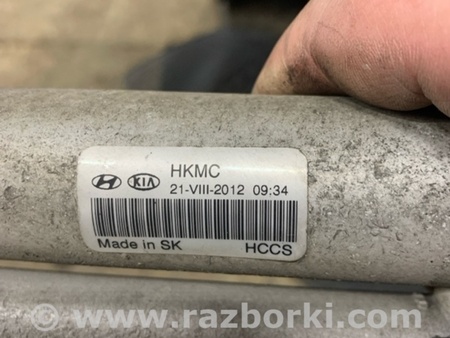 HKMC
KIA 21-VIII-2012 09:34
Made in SK HCCS
www.razborki.com